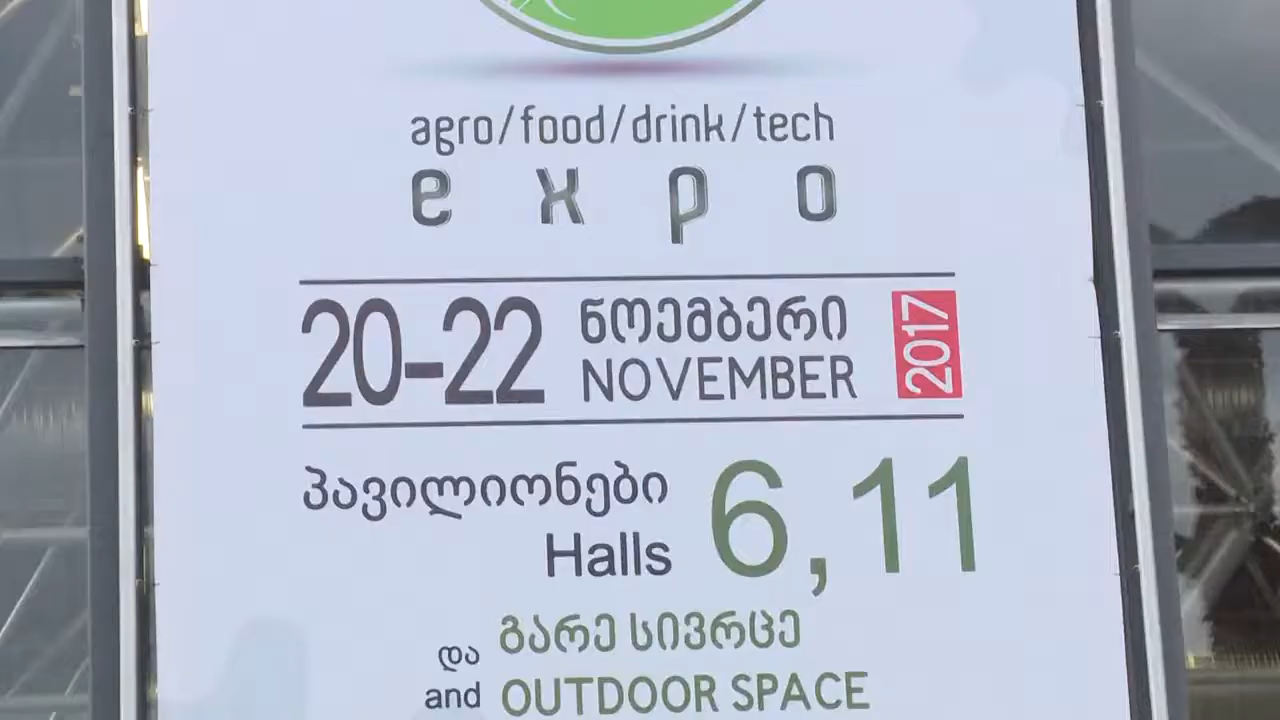 agro/food/drink/tech
expo
20-22 ნოემბერი
NOVEMBER 2017
პავილიონები 6,11
Halls
და გარე სივრცე
and OUTDOOR SPACE